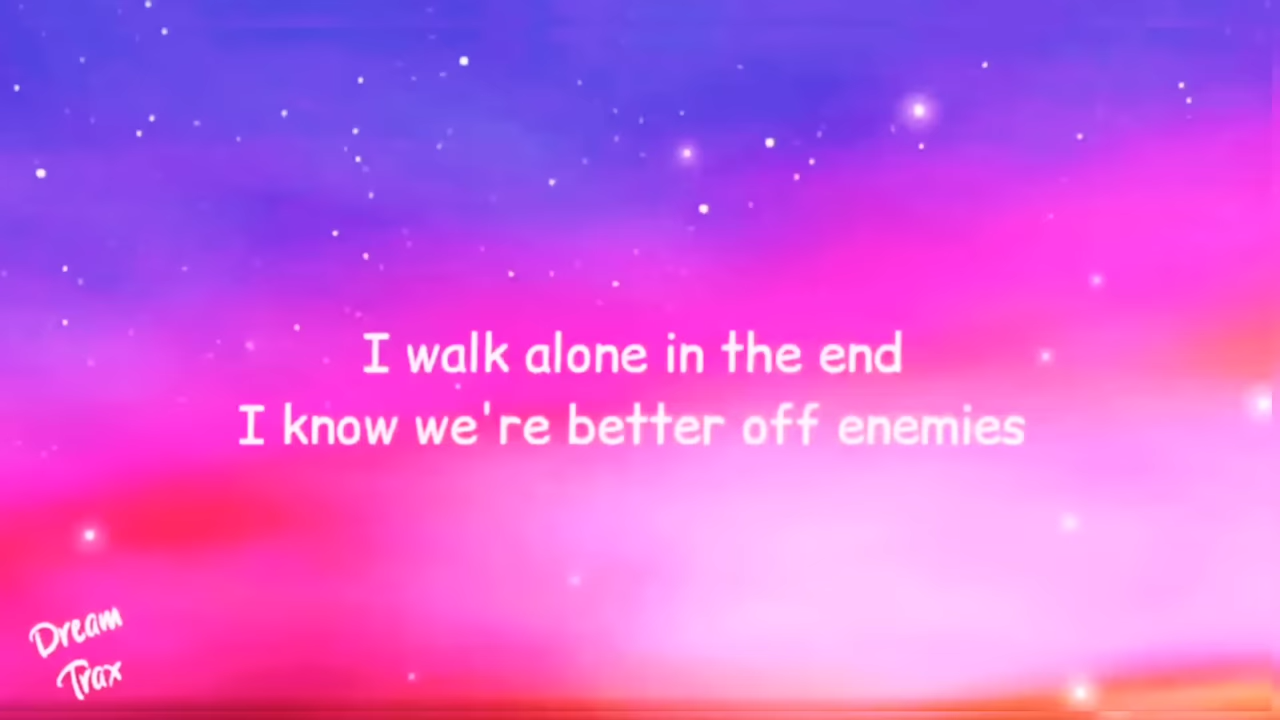 I walk alone in the end
I know we're better off enemies
Dream
Trax